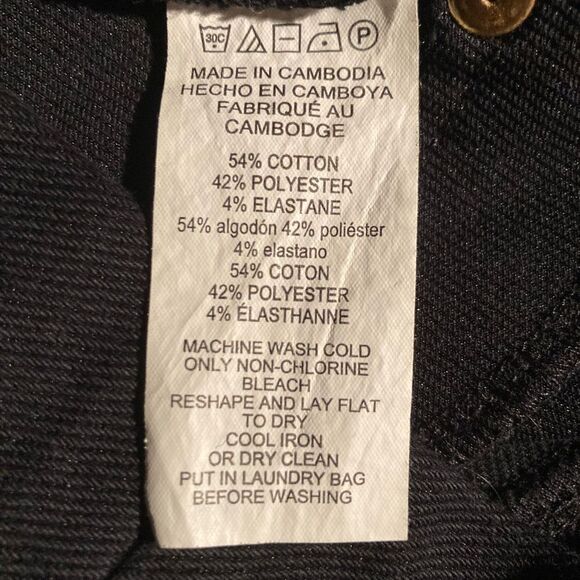 30C P
MADE IN CAMBODIA
HECHO EN CAMBOYA
FABRIQUÉ AU
CAMBODGE
54% COTTON
42% POLYESTER
4% ELASTANE
54% algodón 42% poliéster
4% elastano
54% COTON
42% POLYESTER
4% ÉLASTHANNE
MACHINE WASH COLD
ONLY NON-CHLORINE
BLEACH
RESHAPE AND LAY FLAT
TO DRY
COOL IRON
OR DRY CLEAN
PUT IN LAUNDRY BAG
BEFORE WASHING